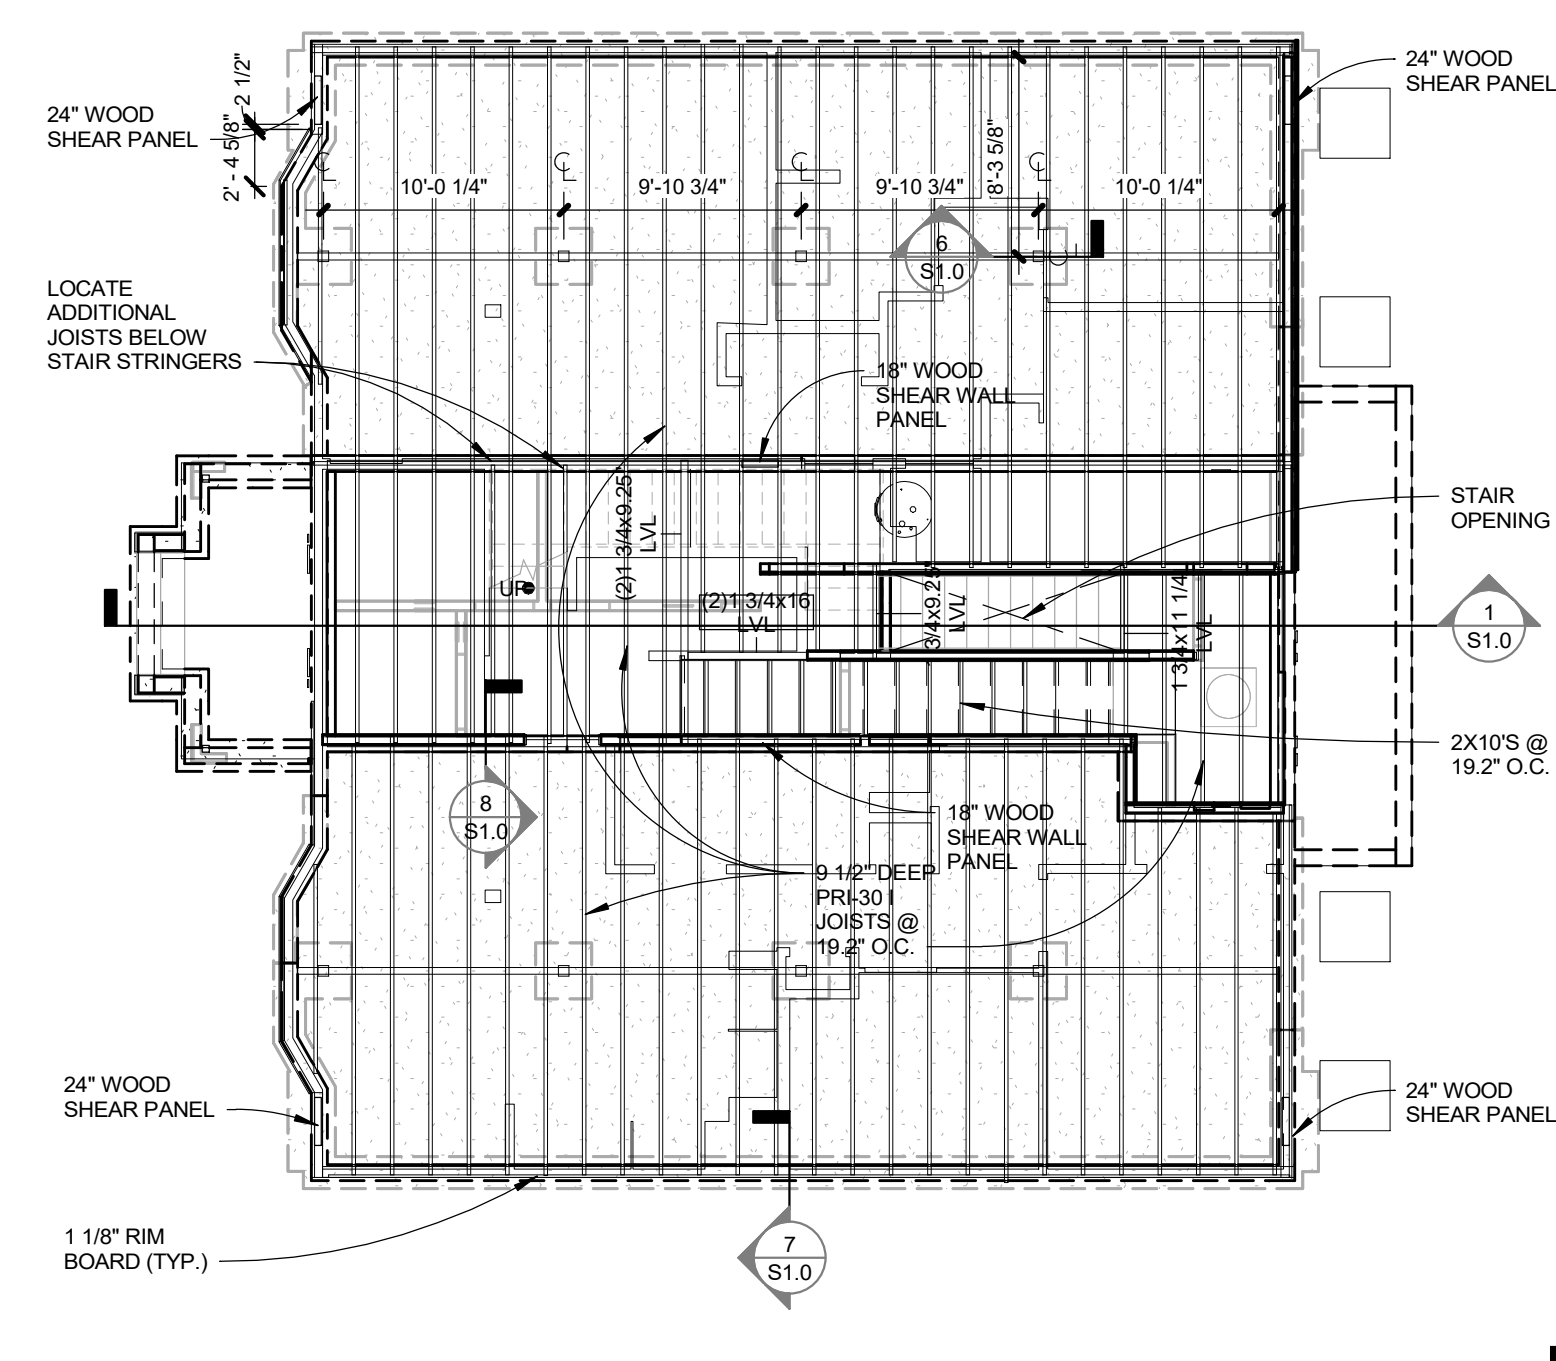 24" WOOD
SHEAR PANEL
2 1/2"
2' - 4 5/8"
24" WOOD
SHEAR PANEL
10'-0 1/4"
9'-10 3/4"
9'-10 3/4"
8'-3 5/8"
10'-0 1/4"
6
S1.0
LOCATE
ADDITIONAL
JOISTS BELOW
STAIR STRINGERS
18" WOOD
SHEAR WALL
PANEL
STAIR
OPENING
(2)1 3/4x9.25"
LVL
UP
(2)1 3/4x16
LVL
3/4x9.25"
LVL
1 3/4x11 1/4
LVL
1
S1.0
2X10'S @
19.2" O.C.
8
S1.0
18" WOOD
SHEAR WALL
PANEL
9 1/2" DEEP
PRI-30 I
JOISTS @
19.2" O.C.
24" WOOD
SHEAR PANEL
24" WOOD
SHEAR PANEL
1 1/8" RIM
BOARD (TYP.)
7
S1.0